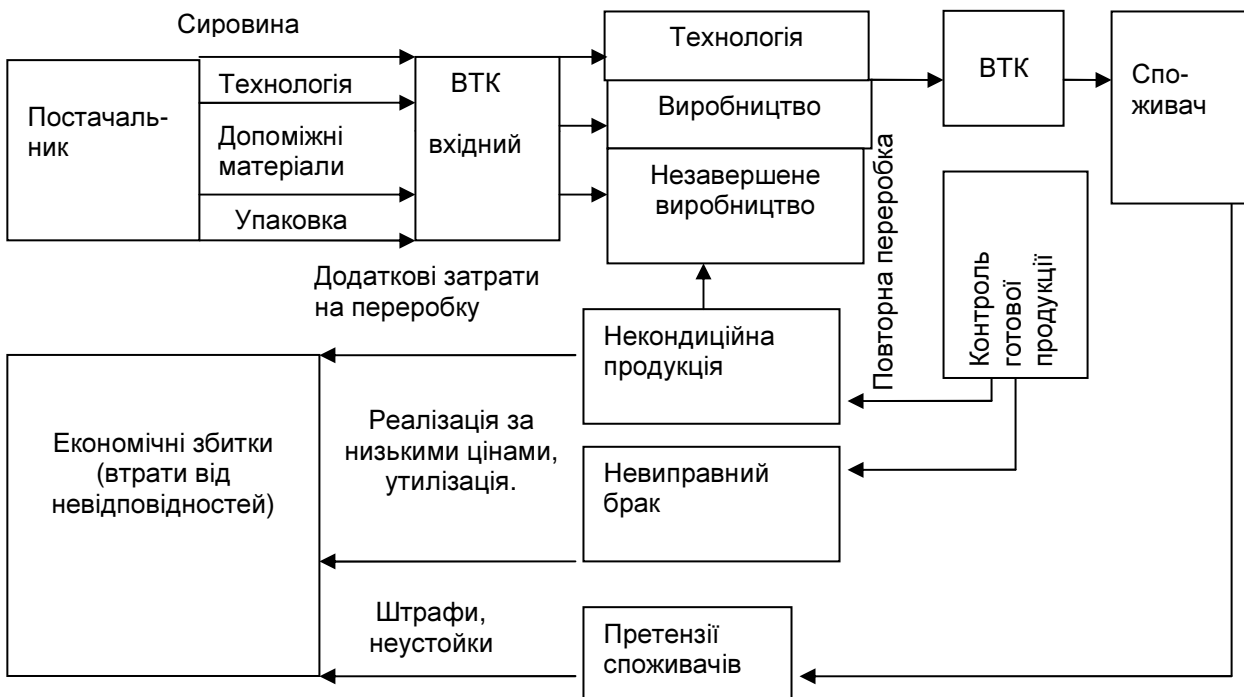 Сировина
Постачаль-
ник
Технологія
Допоміжні
матеріали
Упаковка
ВТК
вхідний
Технологія
Виробництво
Незавершене
виробництво
ВТК
Спо-
живач
Повторна переробка
Контроль
готової
продукції
Додаткові затрати
на переробку
Некондиційна
продукція
Економічні збитки
(втрати від
невідповідностей)
Реалізація за
низькими цінами,
утилізація.
Невиправний
брак
Штрафи,
неустойки
Претензії
споживачів